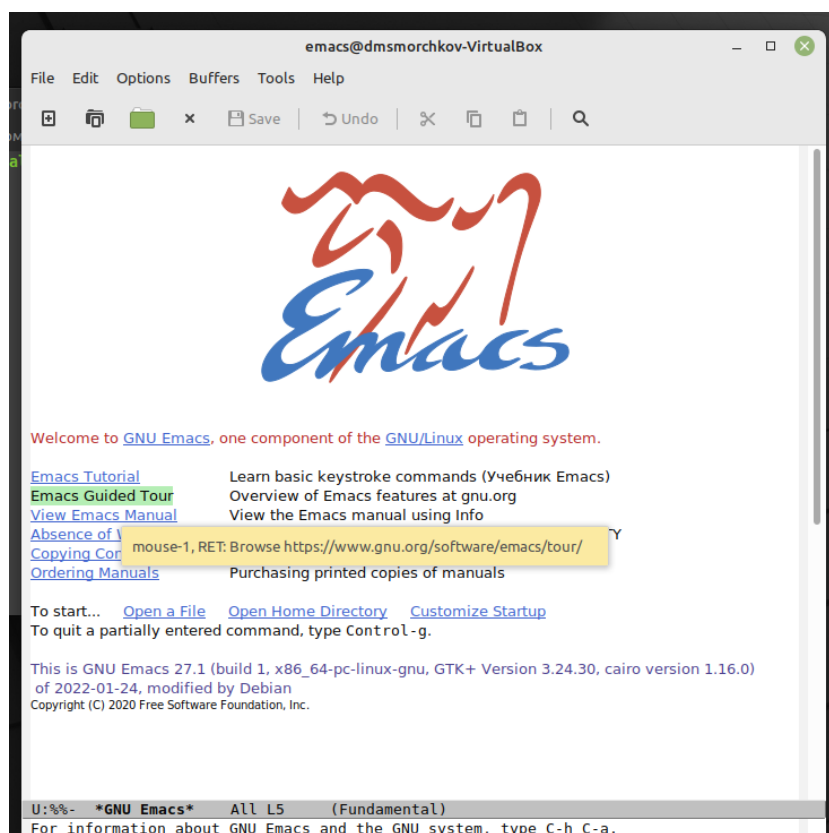 emacs@dmsmorchkov-VirtualBox
File Edit Options Buffers Tools Help
Save Undo
Emacs
Welcome to GNU Emacs, one component of the GNU/Linux operating system.
Emacs Tutorial Learn basic keystroke commands (Учебник Emacs)
Emacs Guided Tour Overview of Emacs features at gnu.org
View Emacs Manual View the Emacs manual using Info
Absence of
mouse-1, RET: Browse https://www.gnu.org/software/emacs/tour/
Copying
Ordering Manuals Purchasing printed copies of manuals
To start... Open a File Open Home Directory Customize Startup
To quit a partially entered command, type Control-g.
This is GNU Emacs 27.1 (build 1, x86_64-pc-linux-gnu, GTK+ Version 3.24.30, cairo version 1.16.0)
of 2022-01-24, modified by Debian
Copyright (C) 2020 Free Software Foundation, Inc.
U:%%- *GNU Emacs* All L5 (Fundamental)
For information about GNU Emacs and the GNU system, type C-h C-a.